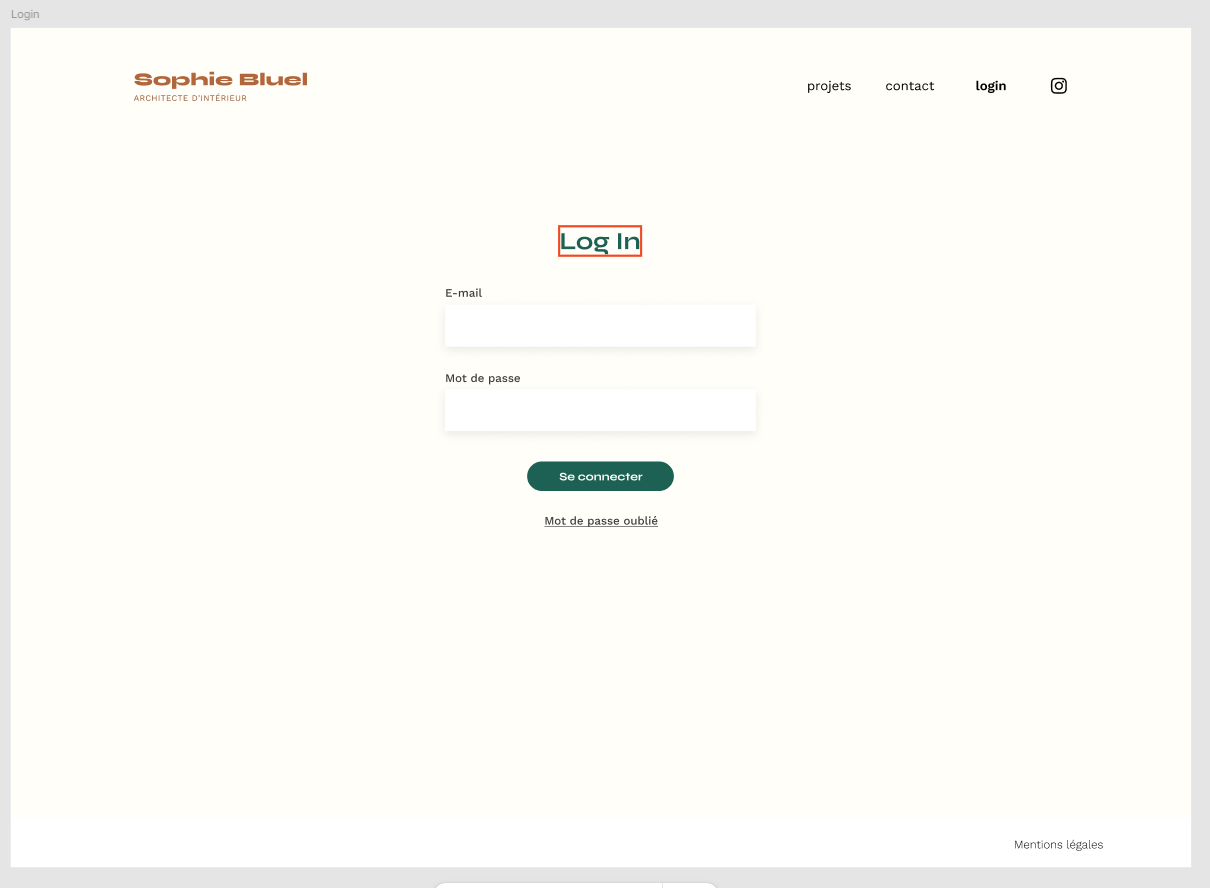 Login
Sophie Bluel
ARCHITECTE D'INTÉRIEUR
projets contact login
Log In
E-mail
Mot de passe
Se connecter
Mot de passe oublié
Mentions légales